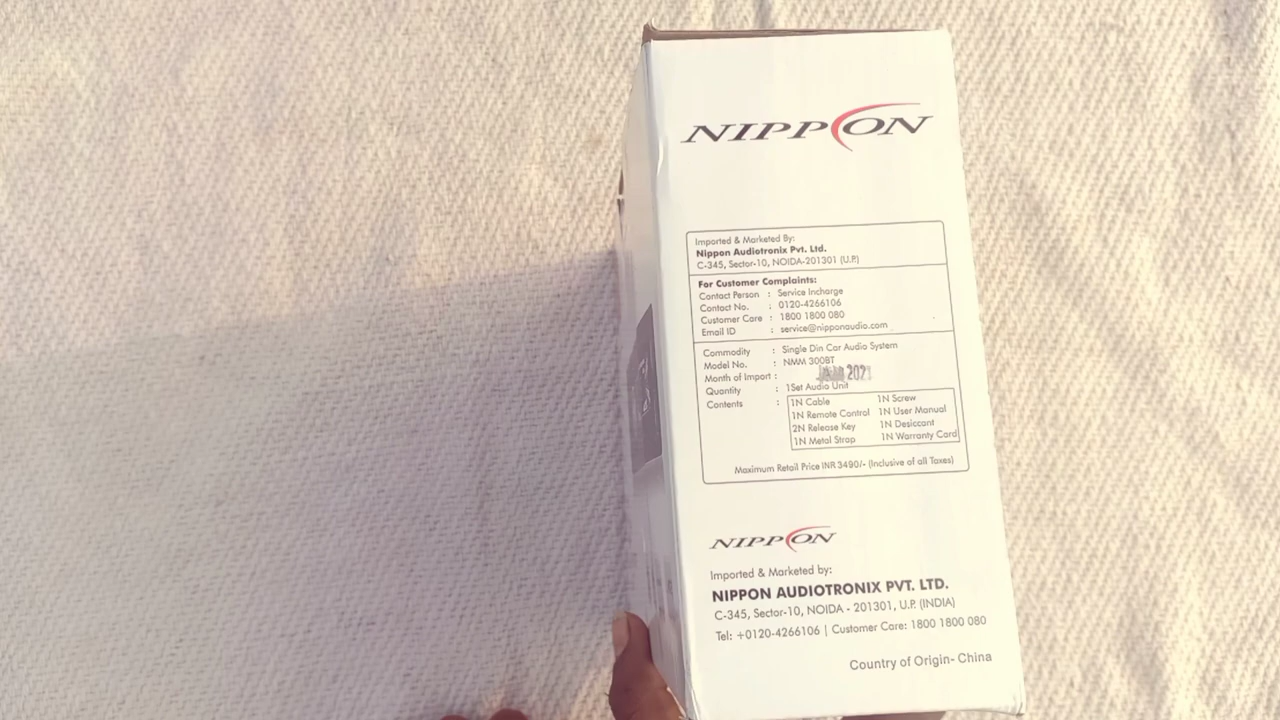 NIPPON
Imported & Marketed By:
Nippon Audiotronix Pvt. Ltd.
C-345, Sector-10, NOIDA-201301 (U.P.)
For Customer Complaints:
Contact Person : Service Incharge
Contact No. : 0120-4266106
Customer Care : 1800 1800 080
Email ID : service@nipponaudio.com
Commodity : Single Din Car Audio System
Model No. : NMM 300BT
Month of Import : 2021
Quantity : 1Set Audio Unit
Contents :
1N Cable 1N Screw
1N Remote Control 1N User Manual
2N Release Key 1N Desiccant
1N Metal Strap 1N Warranty Card
Maximum Retail Price INR 3490/- (Inclusive of all Taxes)
NIPPON
Imported & Marketed by:
NIPPON AUDIOTRONIX PVT. LTD.
C-345, Sector-10, NOIDA - 201301, U.P. (INDIA)
Tel: +0120-4266106 | Customer Care: 1800 1800 080
Country of Origin- China